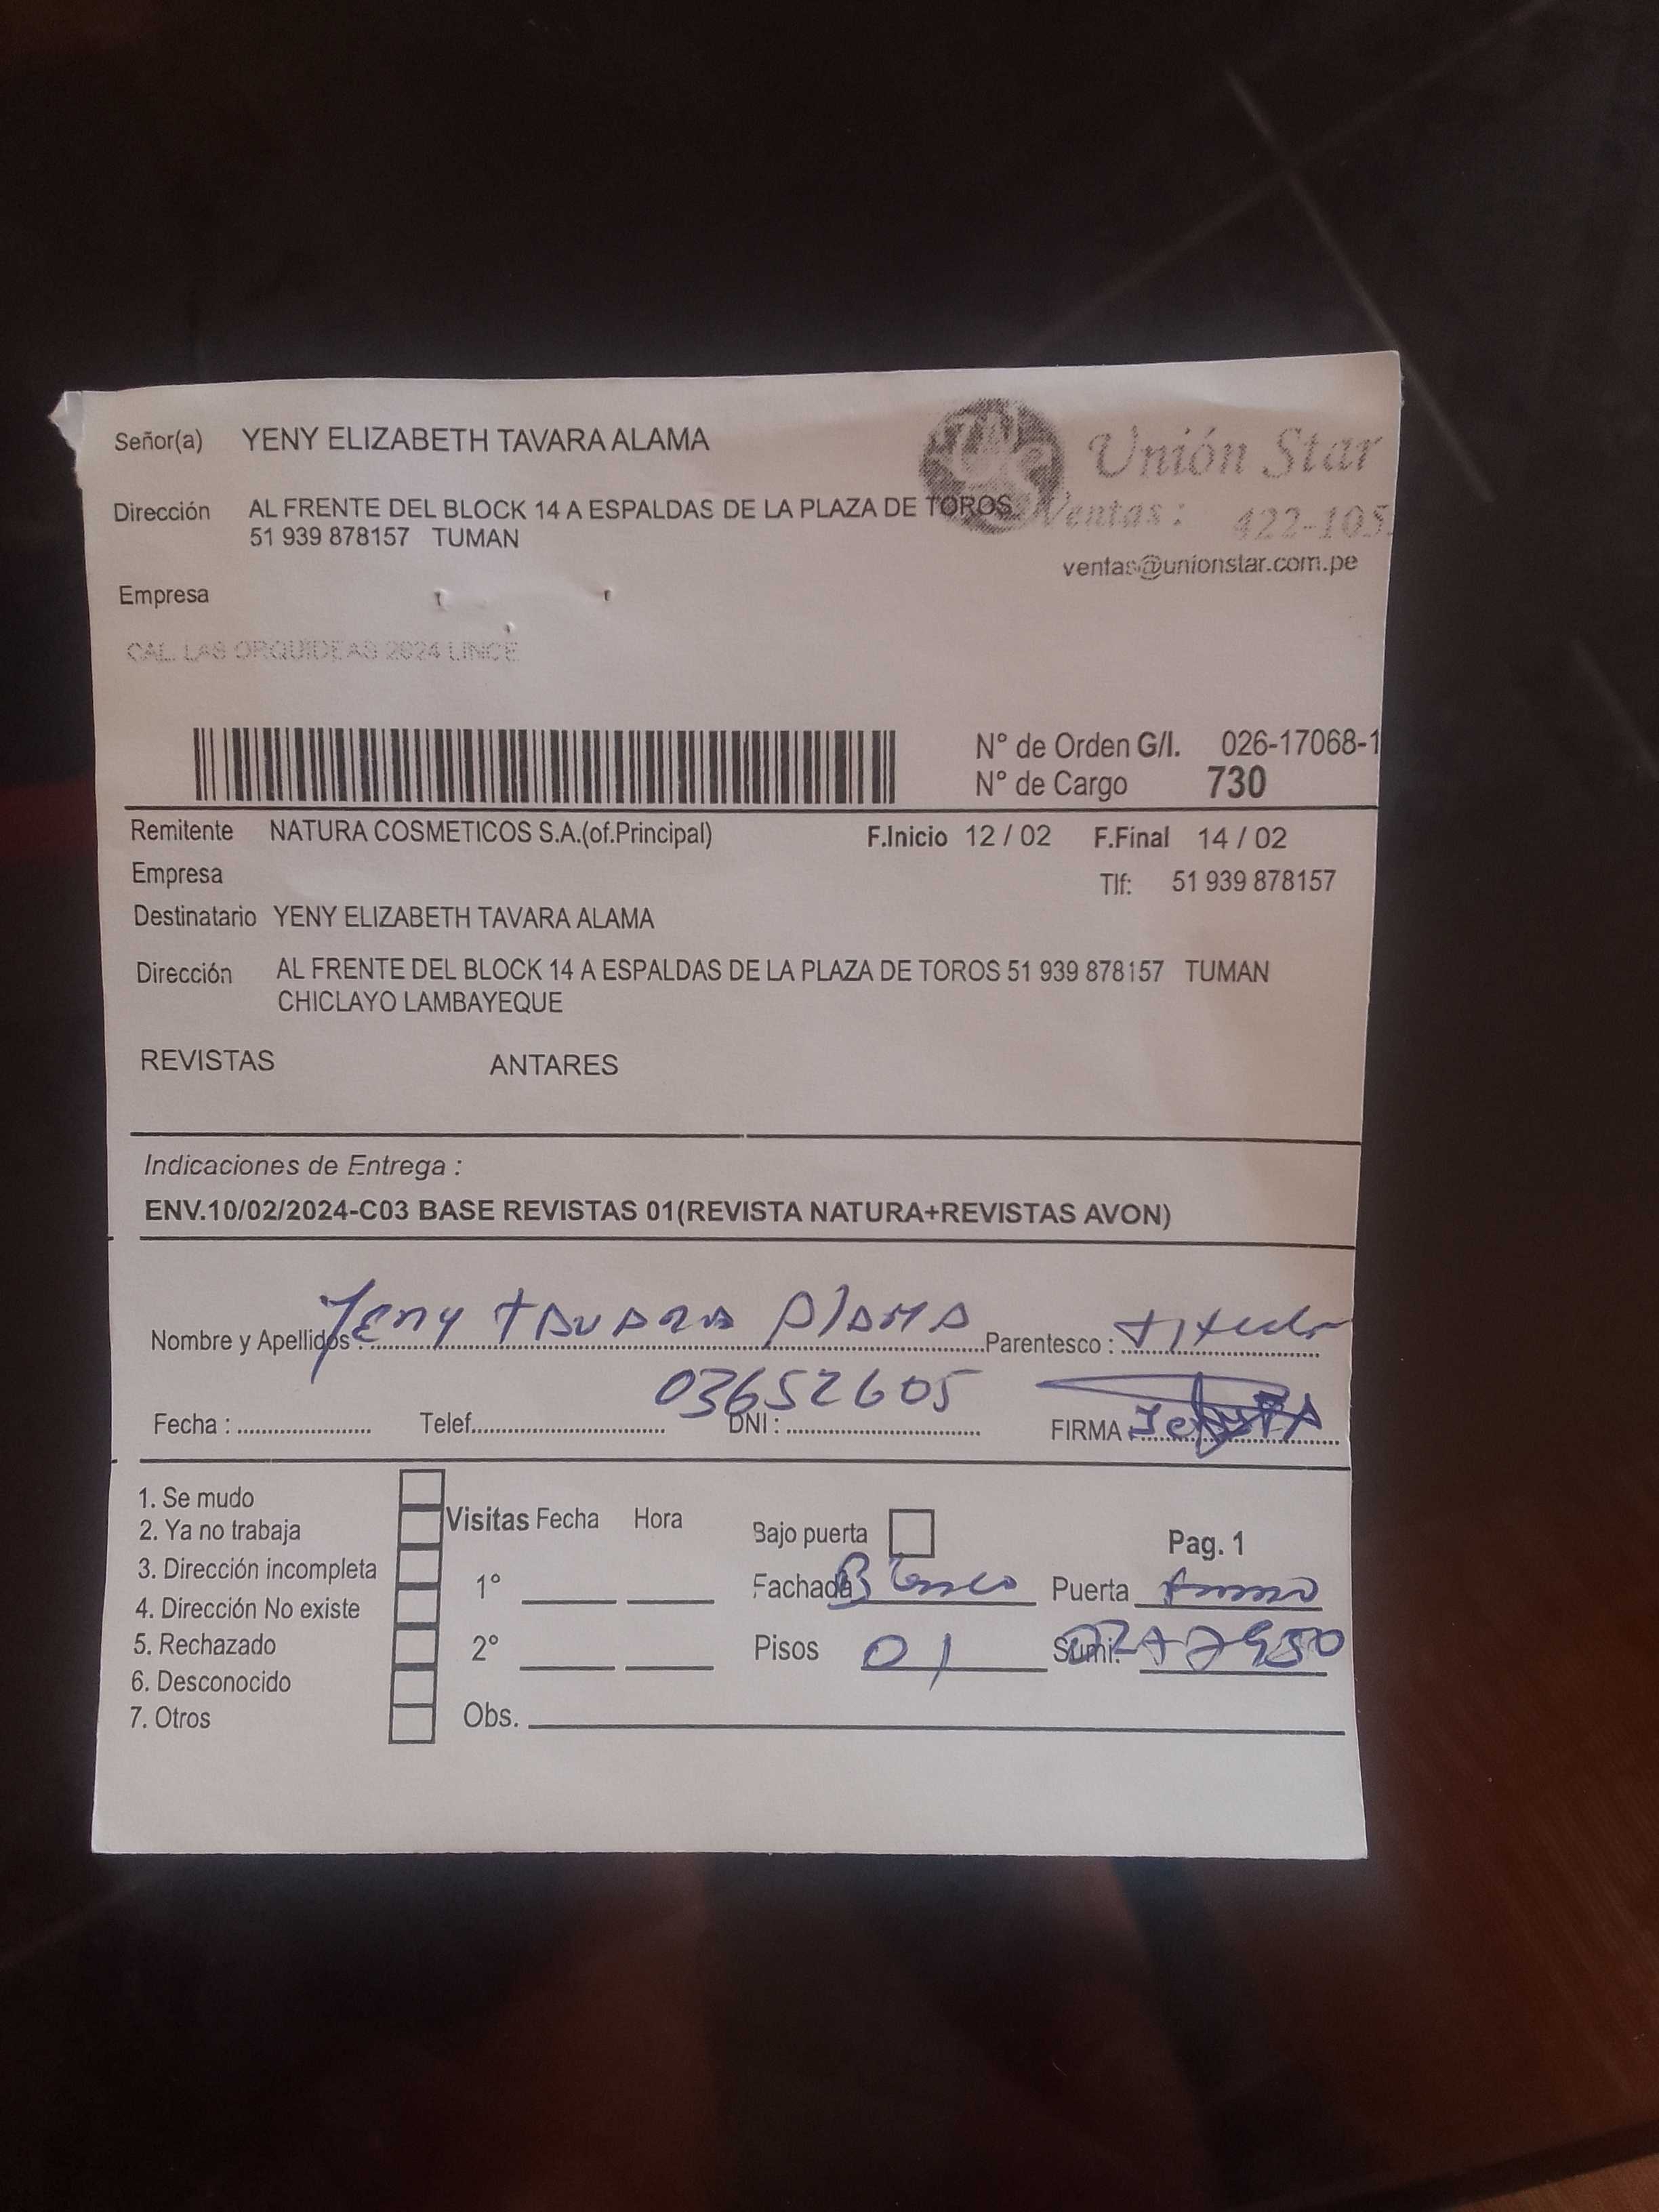 Señor(a) YENY ELIZABETH TAVARA ALAMA
Unión Star
Dirección AL FRENTE DEL BLOCK 14 A ESPALDAS DE LA PLAZA DE TOROS
Ventas: 422-105
51 939 878157 TUMAN
ventas@unionstar.com.pe
Empresa
CAL. LAS ORQUIDEAS 2624 LINCE
N° de Orden G/I. 026-17068-1
N° de Cargo 730
Remitente NATURA COSMETICOS S.A.(of.Principal) F.Inicio 12 / 02 F.Final 14 / 02
Empresa Tlf: 51 939 878157
Destinatario YENY ELIZABETH TAVARA ALAMA
Dirección AL FRENTE DEL BLOCK 14 A ESPALDAS DE LA PLAZA DE TOROS 51 939 878157 TUMAN
CHICLAYO LAMBAYEQUE
REVISTAS ANTARES
Indicaciones de Entrega :
ENV.10/02/2024-C03 BASE REVISTAS 01(REVISTA NATURA+REVISTAS AVON)
Nombre y Apellidos : Yeny TAVARA AlAMA Parentesco : titular
Fecha : Telef. DNI : 03652605 FIRMA :
1. Se mudo
2. Ya no trabaja
3. Dirección incompleta
4. Dirección No existe
5. Rechazado
6. Desconocido
7. Otros
Visitas Fecha Hora
1°
2°
Obs.
Bajo puerta Pag. 1
Fachada Blanco Puerta
Pisos 01 Sumi.